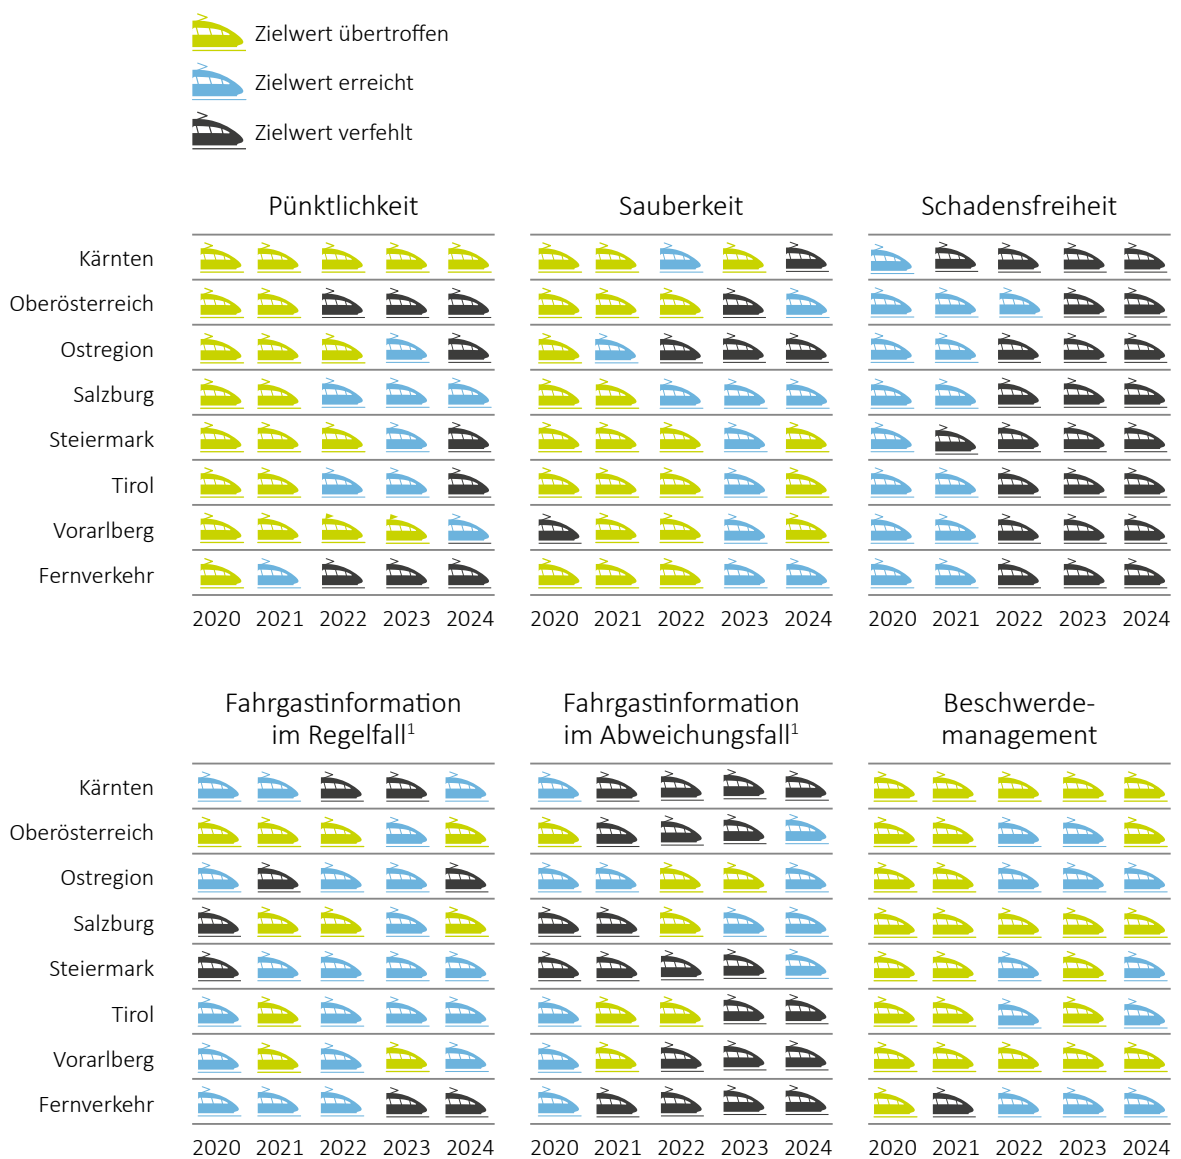 Zielwert übertroffen
Zielwert erreicht
Zielwert verfehlt
Pünktlichkeit
Sauberkeit
Schadensfreiheit
Kärnten
Oberösterreich
Ostregion
Salzburg
Steiermark
Tirol
Vorarlberg
Fernverkehr
2020 2021 2022 2023 2024
2020 2021 2022 2023 2024
2020 2021 2022 2023 2024
Fahrgastinformation
im Regelfall¹
Fahrgastinformation
im Abweichungsfall¹
Beschwerde-
management
Kärnten
Oberösterreich
Ostregion
Salzburg
Steiermark
Tirol
Vorarlberg
Fernverkehr
2020 2021 2022 2023 2024
2020 2021 2022 2023 2024
2020 2021 2022 2023 2024